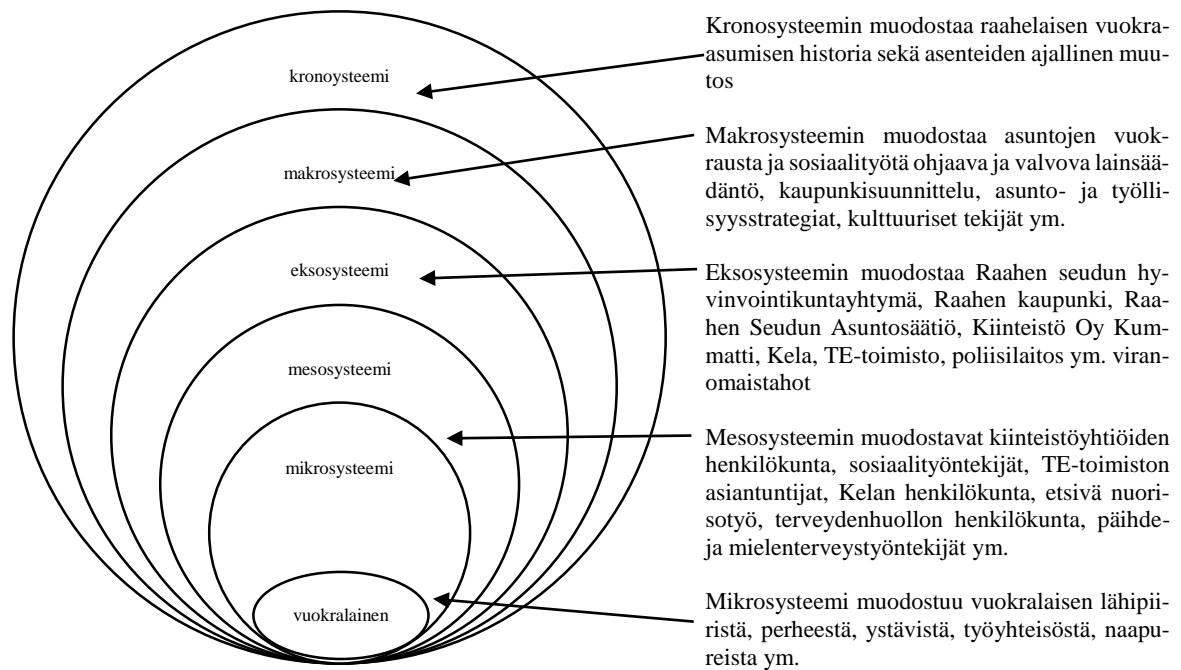 kronoysteemi
makrosysteemi
eksosysteemi
mesosysteemi
mikrosysteemi
vuokralainen
Kronosysteemin muodostaa raahelaisen vuokra-
asumisen historia sekä asenteiden ajallinen muu-
tos
Makrosysteemin muodostaa asuntojen vuok-
rausta ja sosiaalityötä ohjaava ja valvova lainsää-
däntö, kaupunkisuunnittelu, asunto- ja työlli-
syysstrategiat, kulttuuriset tekijät ym.
Eksosysteemin muodostaa Raahen seudun hy-
vinvointikuntayhtymä, Raahen kaupunki, Raa-
hen Seudun Asuntosäätiö, Kiinteistö Oy Kum-
matti, Kela, TE-toimisto, poliisilaitos ym. viran-
omaistahot
Mesosysteemin muodostavat kiinteistöyhtiöiden
henkilökunta, sosiaalityöntekijät, TE-toimiston
asiantuntijat, Kelan henkilökunta, etsivä nuori-
sotyö, terveydenhuollon henkilökunta, päihde-
ja mielenterveystyöntekijät ym.
Mikrosysteemi muodostuu vuokralaisen lähipii-
ristä, perheestä, ystävistä, työyhteisöstä, naapu-
reista ym.